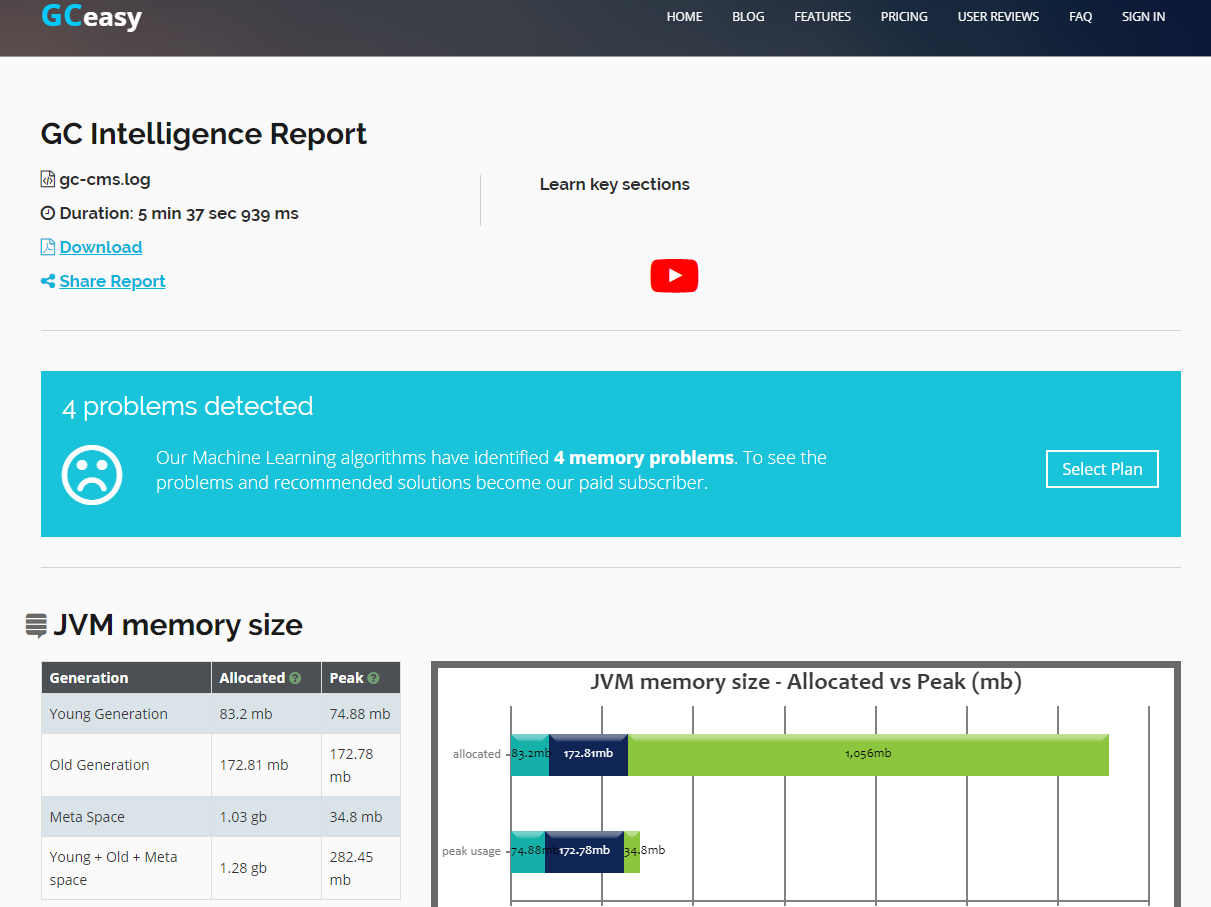 GCeasy
HOME BLOG FEATURES PRICING USER REVIEWS FAQ SIGN IN
GC Intelligence Report
gc-cms.log
Duration: 5 min 37 sec 939 ms
Download
Share Report
Learn key sections
4 problems detected
Our Machine Learning algorithms have identified 4 memory problems. To see the
problems and recommended solutions become our paid subscriber.
Select Plan
JVM memory size
Generation Allocated ? Peak ?
Young Generation 83.2 mb 74.88 mb
Old Generation 172.81 mb 172.78
mb
Meta Space 1.03 gb 34.8 mb
Young + Old + Meta
space 1.28 gb 282.45
mb
JVM memory size - Allocated vs Peak (mb)
allocated 83.2mb 172.81mb 1,056mb
peak usage 74.88mb 172.78mb 34.8mb